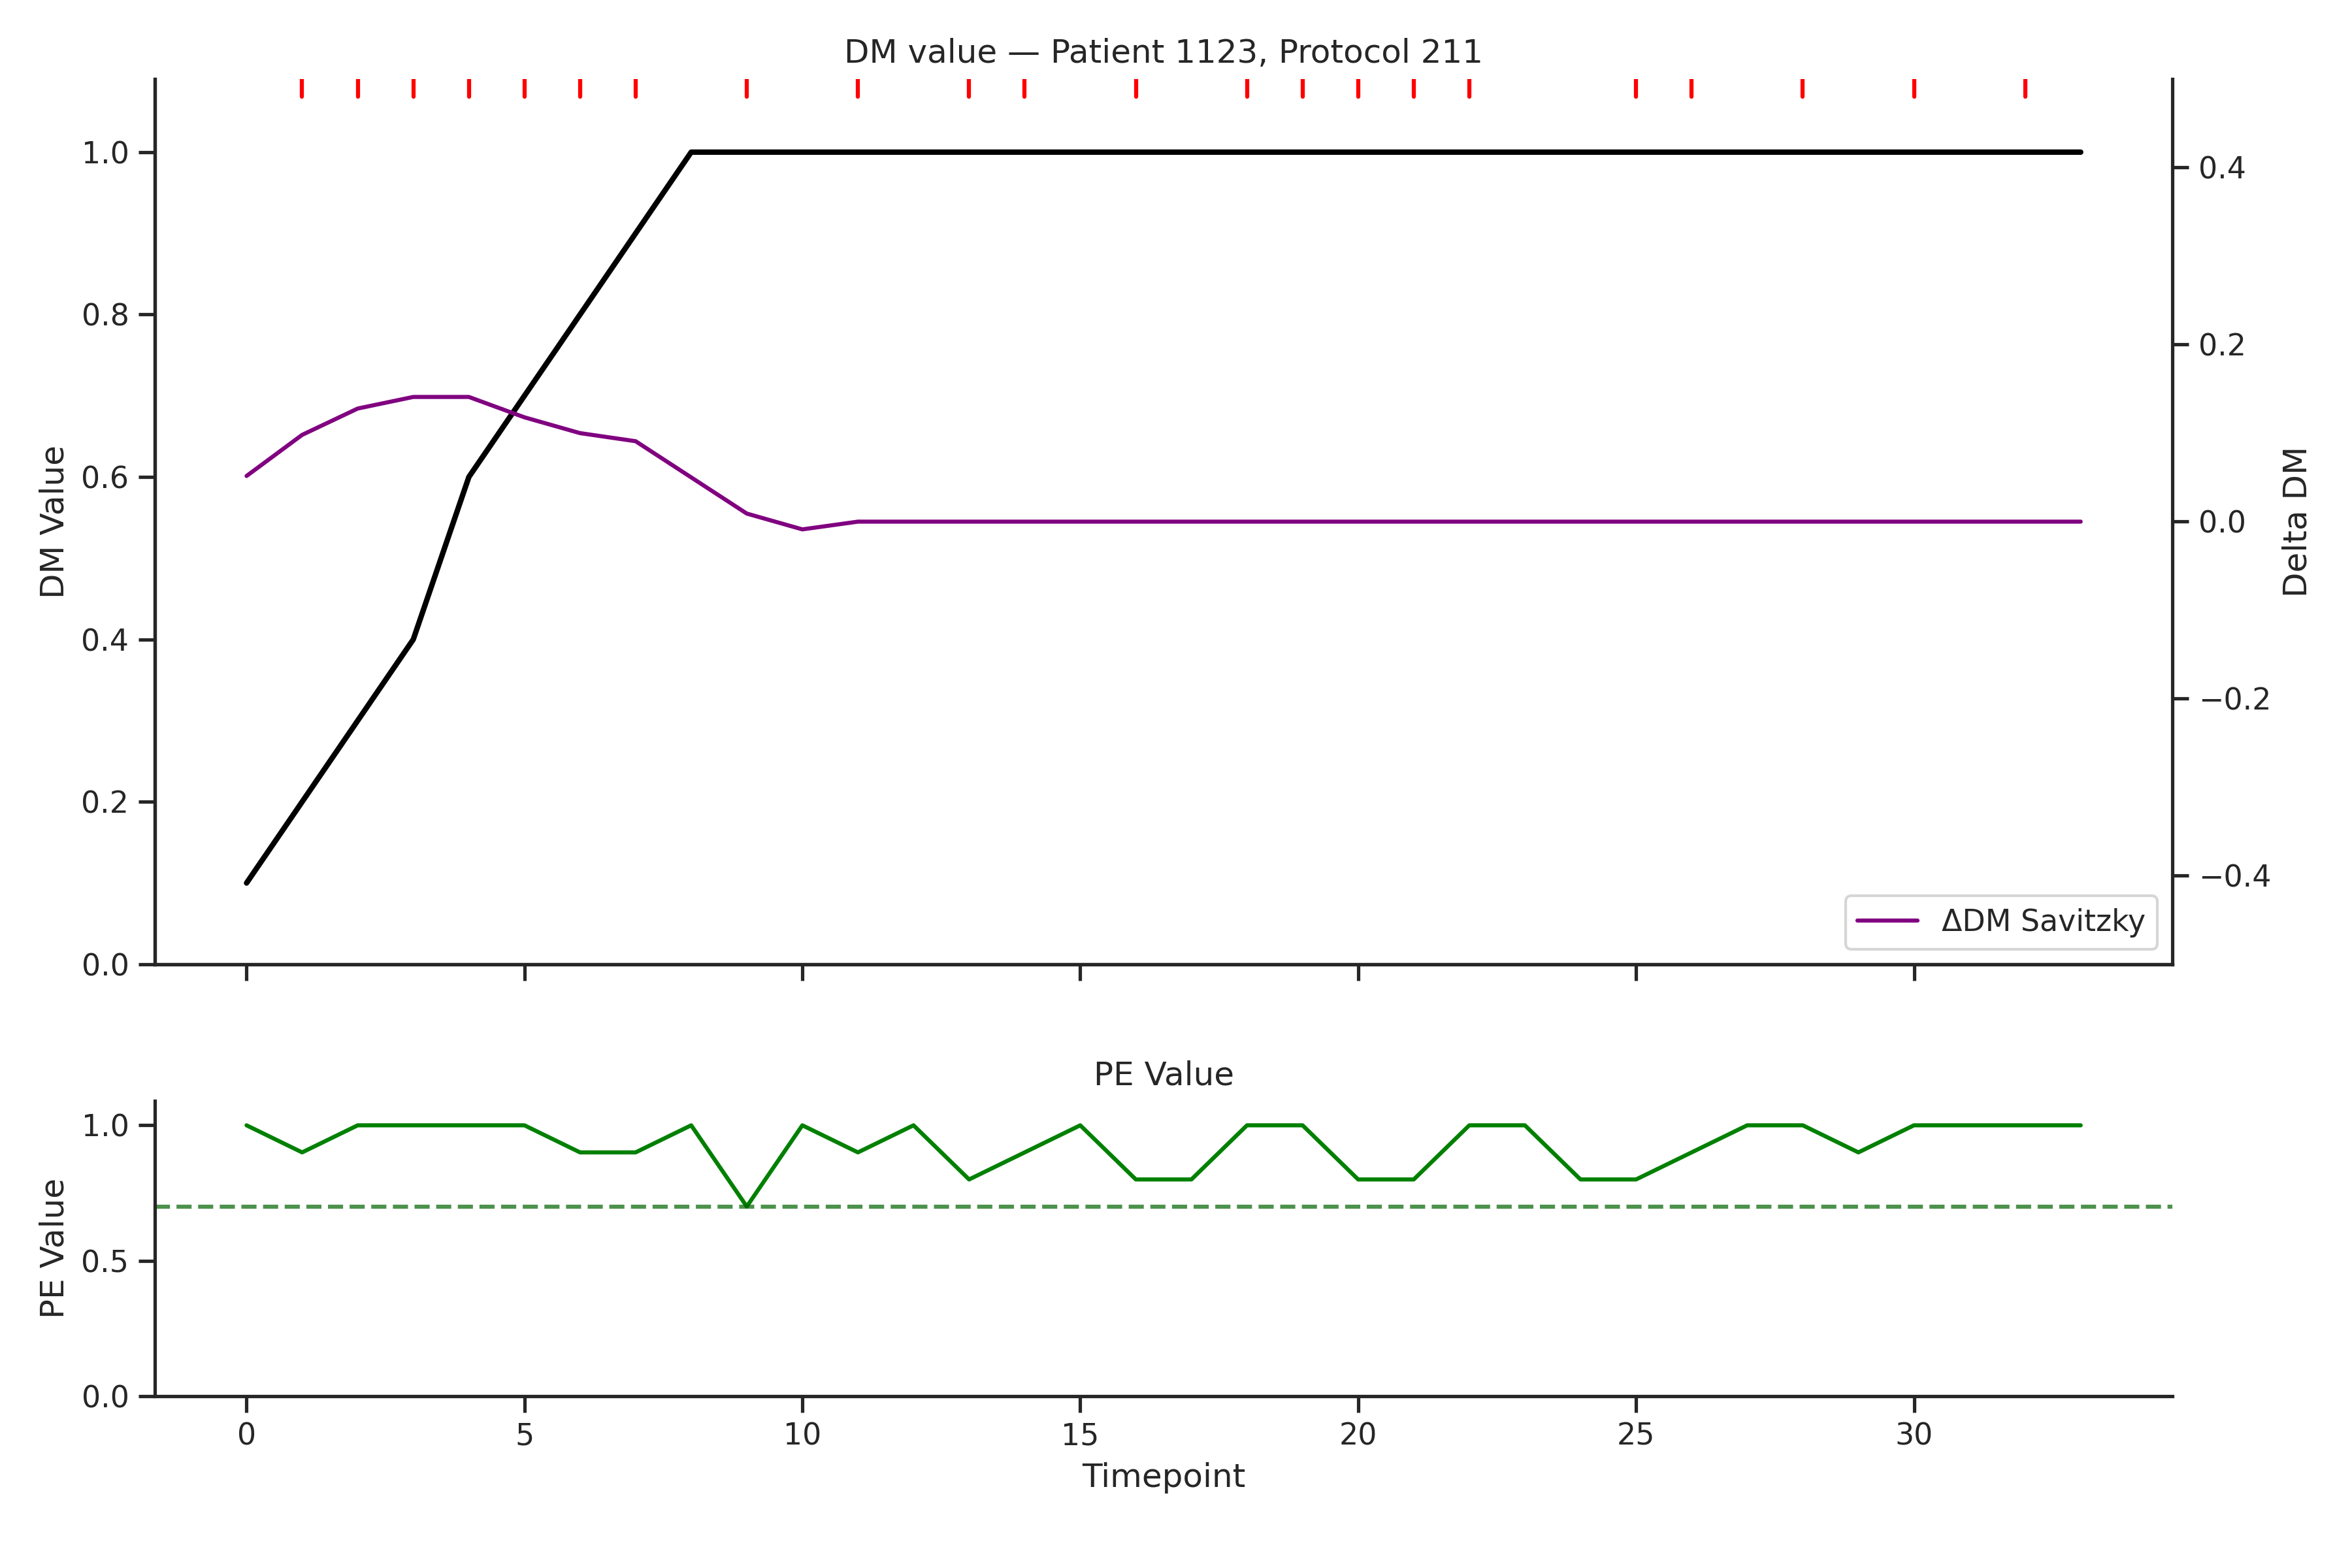 DM value — Patient 1123, Protocol 211
1.0
0.8
0.6
0.4
0.2
0.0
DM Value
0.4
0.2
0.0
−0.2
−0.4
Delta DM
ΔDM Savitzky
PE Value
1.0
0.5
0.0
PE Value
0 5 10 15 20 25 30
Timepoint